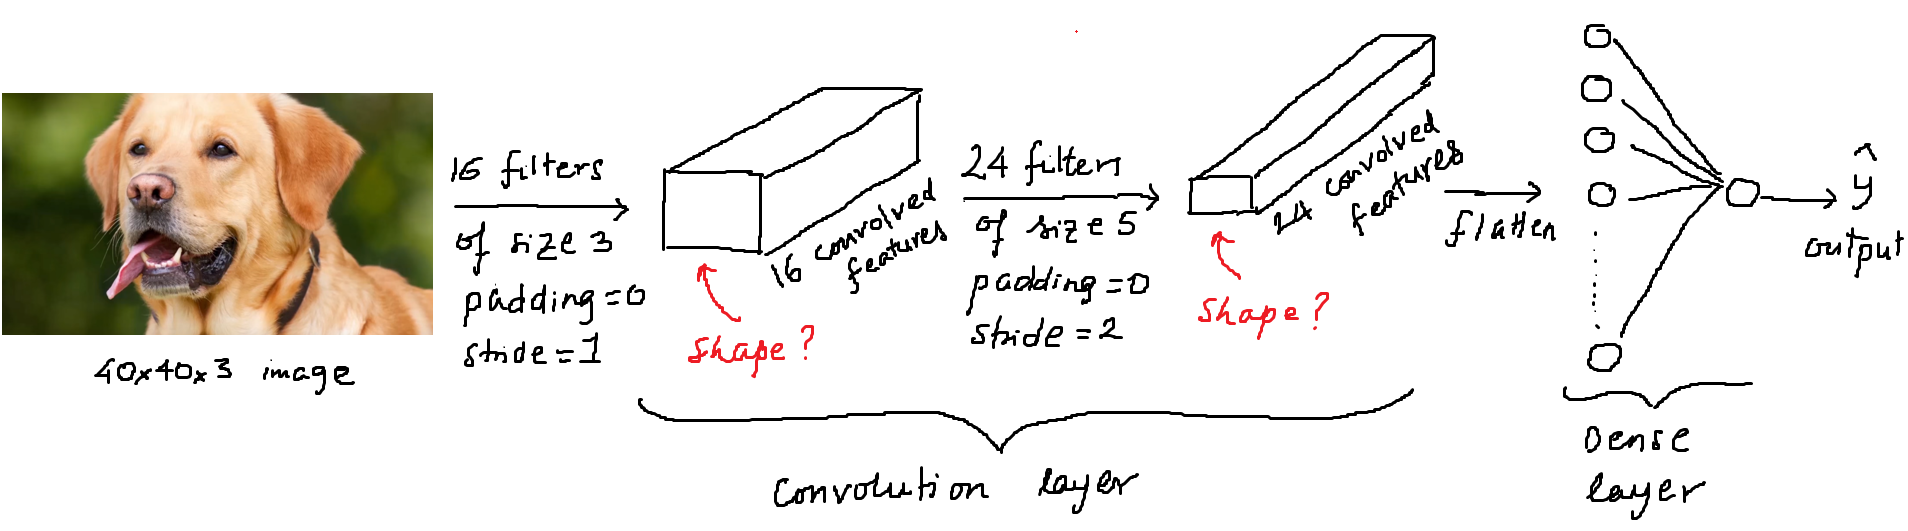 40x40x3 image
16 filters
of size 3
padding=0
stride=1
16 convolved
features
shape?
24 filters
of size 5
padding=0
stride=2
24 convolved
features
shape?
flatten
ŷ
output
convolution layer
Dense
layer